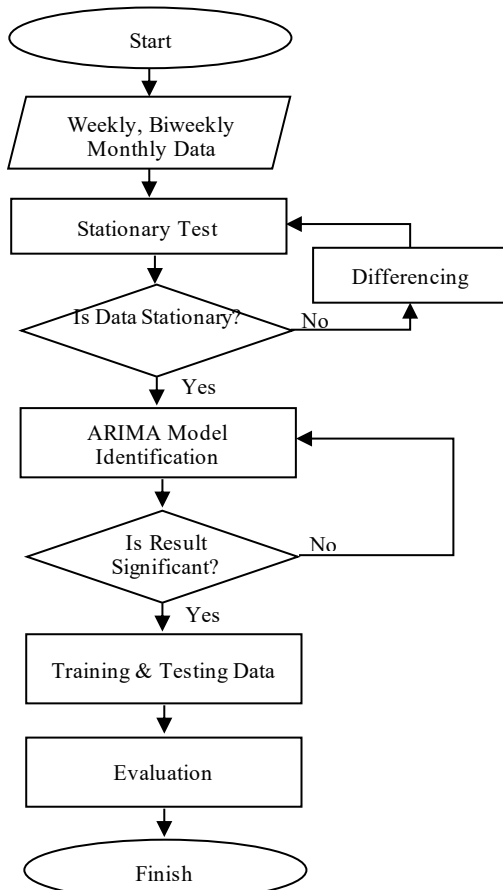 Start
Weekly, Biweekly
Monthly Data
Stationary Test
Differencing
Is Data Stationary?
No
Yes
ARIMA Model
Identification
Is Result
Significant?
No
Yes
Training & Testing Data
Evaluation
Finish